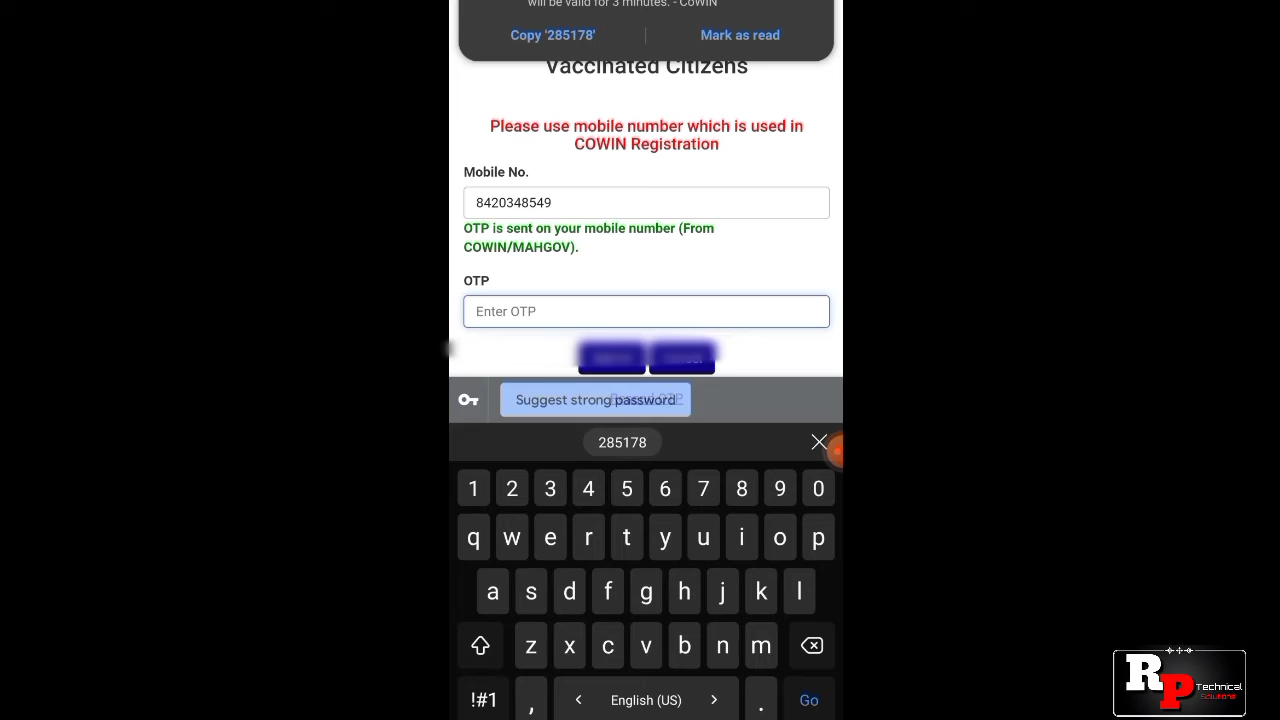 will be valid for 3 minutes. - CoWIN
Copy '285178'
Mark as read
Vaccinated Citizens
Please use mobile number which is used in
COWIN Registration
Mobile No.
8420348549
OTP is sent on your mobile number (From
COWIN/MAHGOV).
OTP
Enter OTP
Suggest strong password
285178
1 2 3 4 5 6 7 8 9 0
q w e r t y u i o p
a s d f g h j k l
z x c v b n m
!#1 , < English (US) > . Go
RP Technical
Solutions